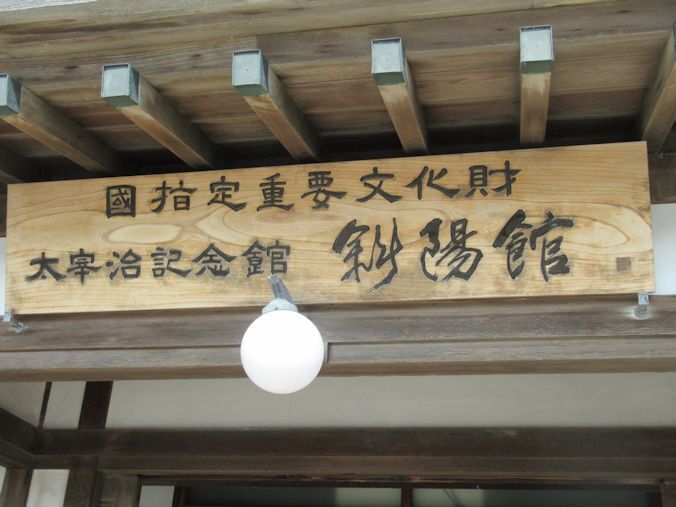 國指定重要文化財
太宰治記念館 斜陽館